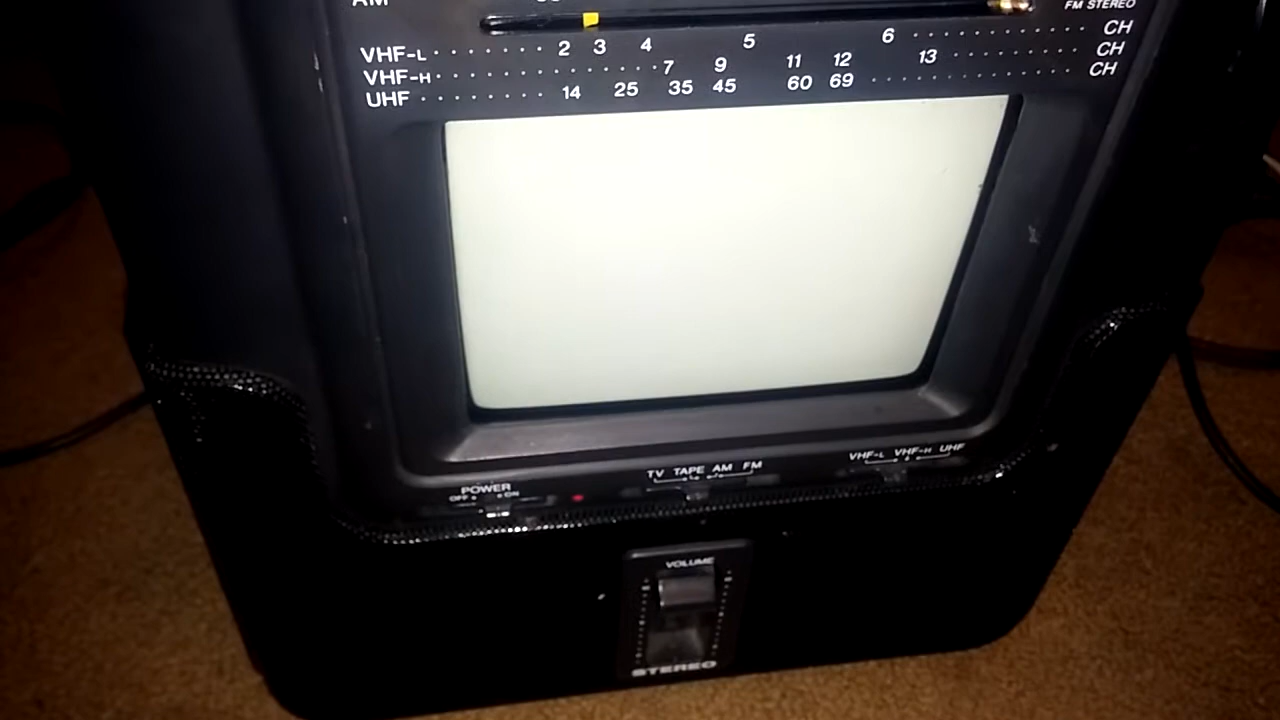 AM
FM STEREO
VHF-L 2 3 4 5 6 CH
VHF-H 7 9 11 12 13 CH
UHF 14 25 35 45 60 69 CH
POWER
OFF ON
TV TAPE AM FM
VHF-L VHF-H UHF
VOLUME
STEREO